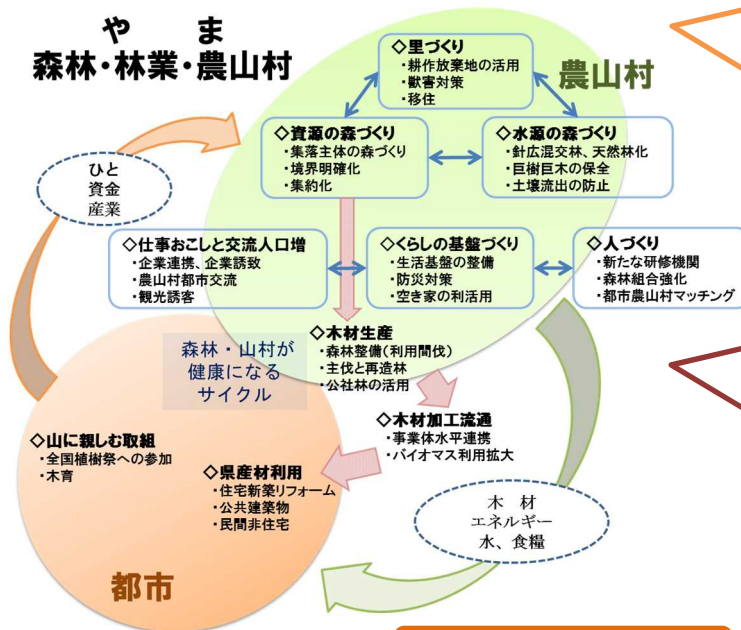 やま
森林・林業・農山村
農山村
◇里づくり
・耕作放棄地の活用
・獣害対策
・移住
◇資源の森づくり
・集落主体の森づくり
・境界明確化
・集約化
◇水源の森づくり
・針広混交林、天然林化
・巨樹巨木の保全
・土壌流出の防止
ひと
資金
産業
◇仕事おこしと交流人口増
・企業連携、企業誘致
・農山村都市交流
・観光誘客
◇くらしの基盤づくり
・生活基盤の整備
・防災対策
・空き家の利活用
◇人づくり
・新たな研修機関
・森林組合強化
・都市農山村マッチング
◇木材生産
・森林整備(利用間伐)
・主伐と再造林
・公社林の活用
森林・山村が
健康になる
サイクル
◇木材加工流通
・事業体水平連携
・バイオマス利用拡大
◇山に親しむ取組
・全国植樹祭への参加
・木育
◇県産材利用
・住宅新築リフォーム
・公共建築物
・民間非住宅
木 材
エネルギー
水、食糧
都市